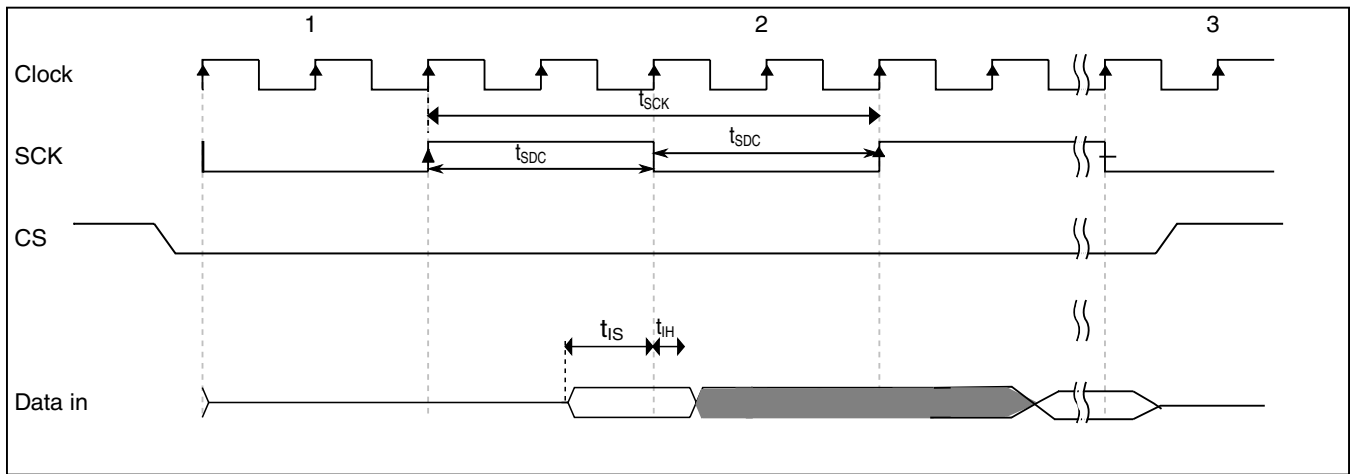 1 2 3
Clock
tSCK
SCK
tSDC tSDC
CS
tIS tIH
Data in